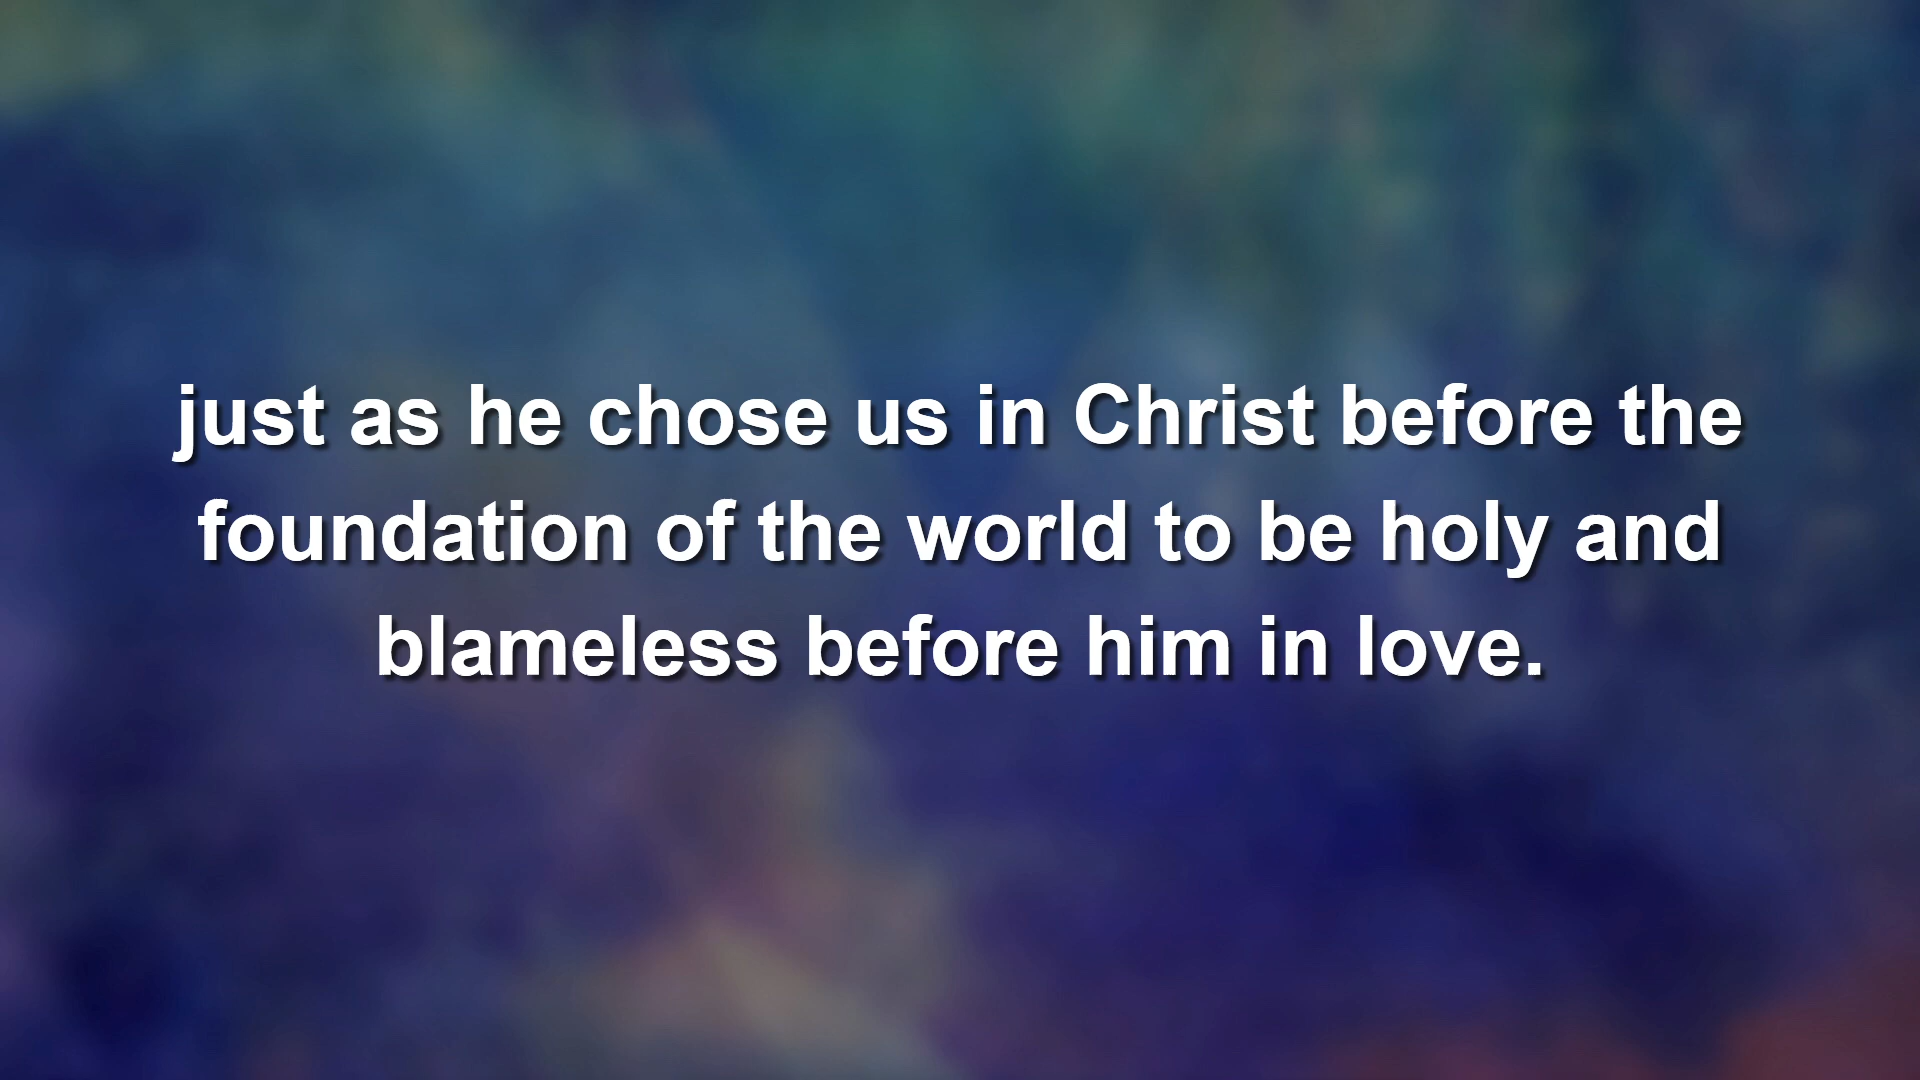 just as he chose us in Christ before the
foundation of the world to be holy and
blameless before him in love.